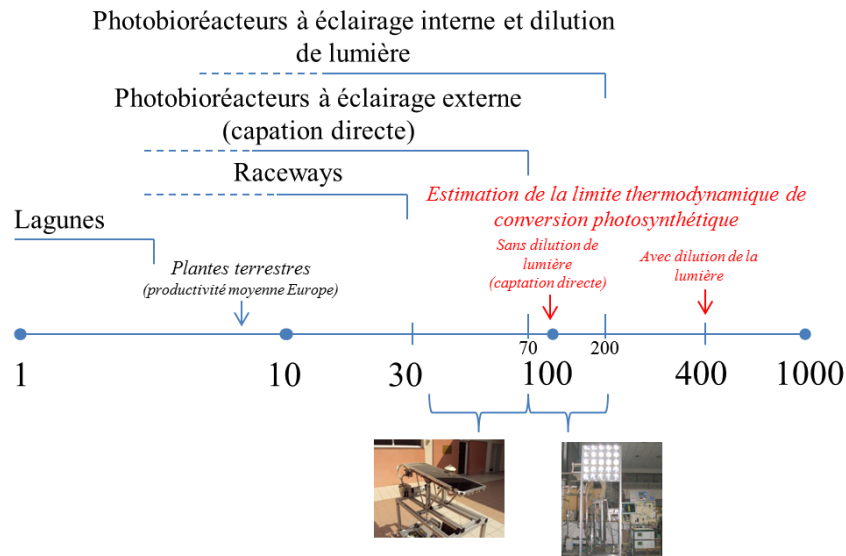 Photobioréacteurs à éclairage interne et dilution
de lumière
Photobioréacteurs à éclairage externe
(capation directe)
Raceways
Estimation de la limite thermodynamique de
conversion photosynthétique
Lagunes
Sans dilution de
lumière
(captation directe)
Avec dilution de la
lumière
Plantes terrestres
(productivité moyenne Europe)
70
200
1
10
30
100
400
1000